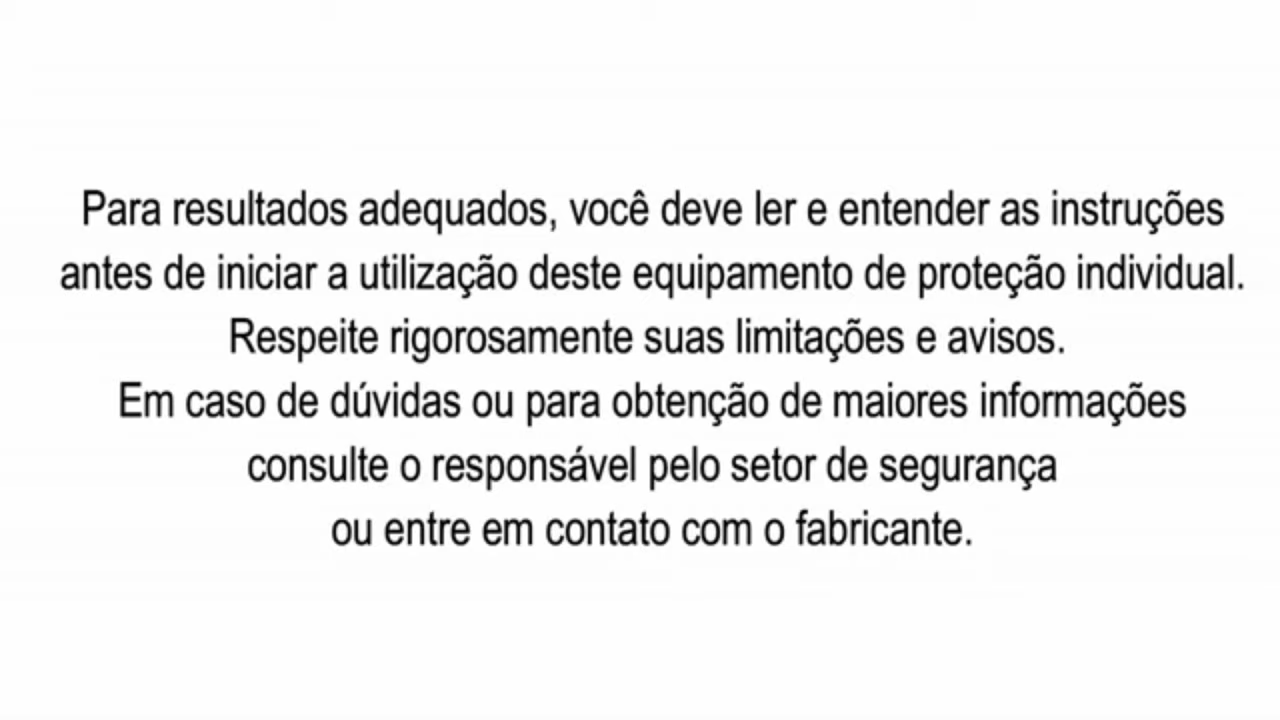 Para resultados adequados, você deve ler e entender as instruções
antes de iniciar a utilização deste equipamento de proteção individual.
Respeite rigorosamente suas limitações e avisos.
Em caso de dúvidas ou para obtenção de maiores informações
consulte o responsável pelo setor de segurança
ou entre em contato com o fabricante.